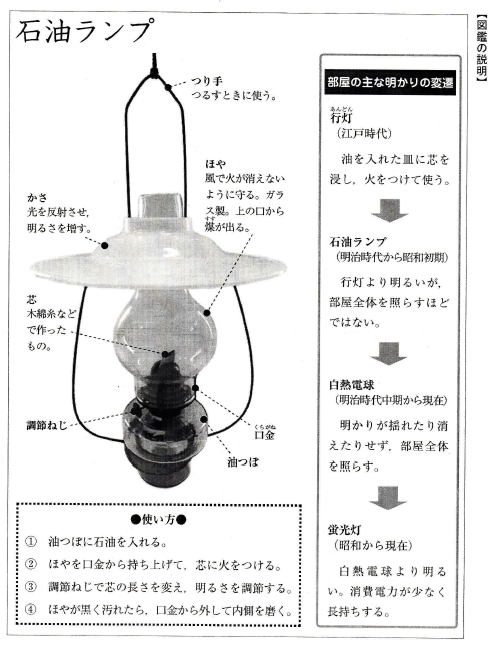 【図鑑の説明】
石油ランプ
つり手
つるすときに使う。
ほや
風で火が消えない
ように守る。ガラ
ス製。上の口から
煤が出る。
すす
かさ
光を反射させ，
明るさを増す。
芯
木綿糸など
で作った
もの。
調節ねじ
くちがね
口金
油つぼ
●使い方●
① 油つぼに石油を入れる。
② ほやを口金から持ち上げて，芯に火をつける。
③ 調節ねじで芯の長さを変え，明るさを調節する。
④ ほやが黒く汚れたら，口金から外して内側を磨く。
部屋の主な明かりの変遷
あんどん
行灯
（江戸時代）
油を入れた皿に芯を
浸し，火をつけて使う。
石油ランプ
（明治時代から昭和初期）
行灯より明るいが，
部屋全体を照らすほど
ではない。
白熱電球
（明治時代中期から現在）
明かりが揺れたり消
えたりせず，部屋全体
を照らす。
蛍光灯
（昭和から現在）
白熱電球より明る
い。消費電力が少なく
長持ちする。